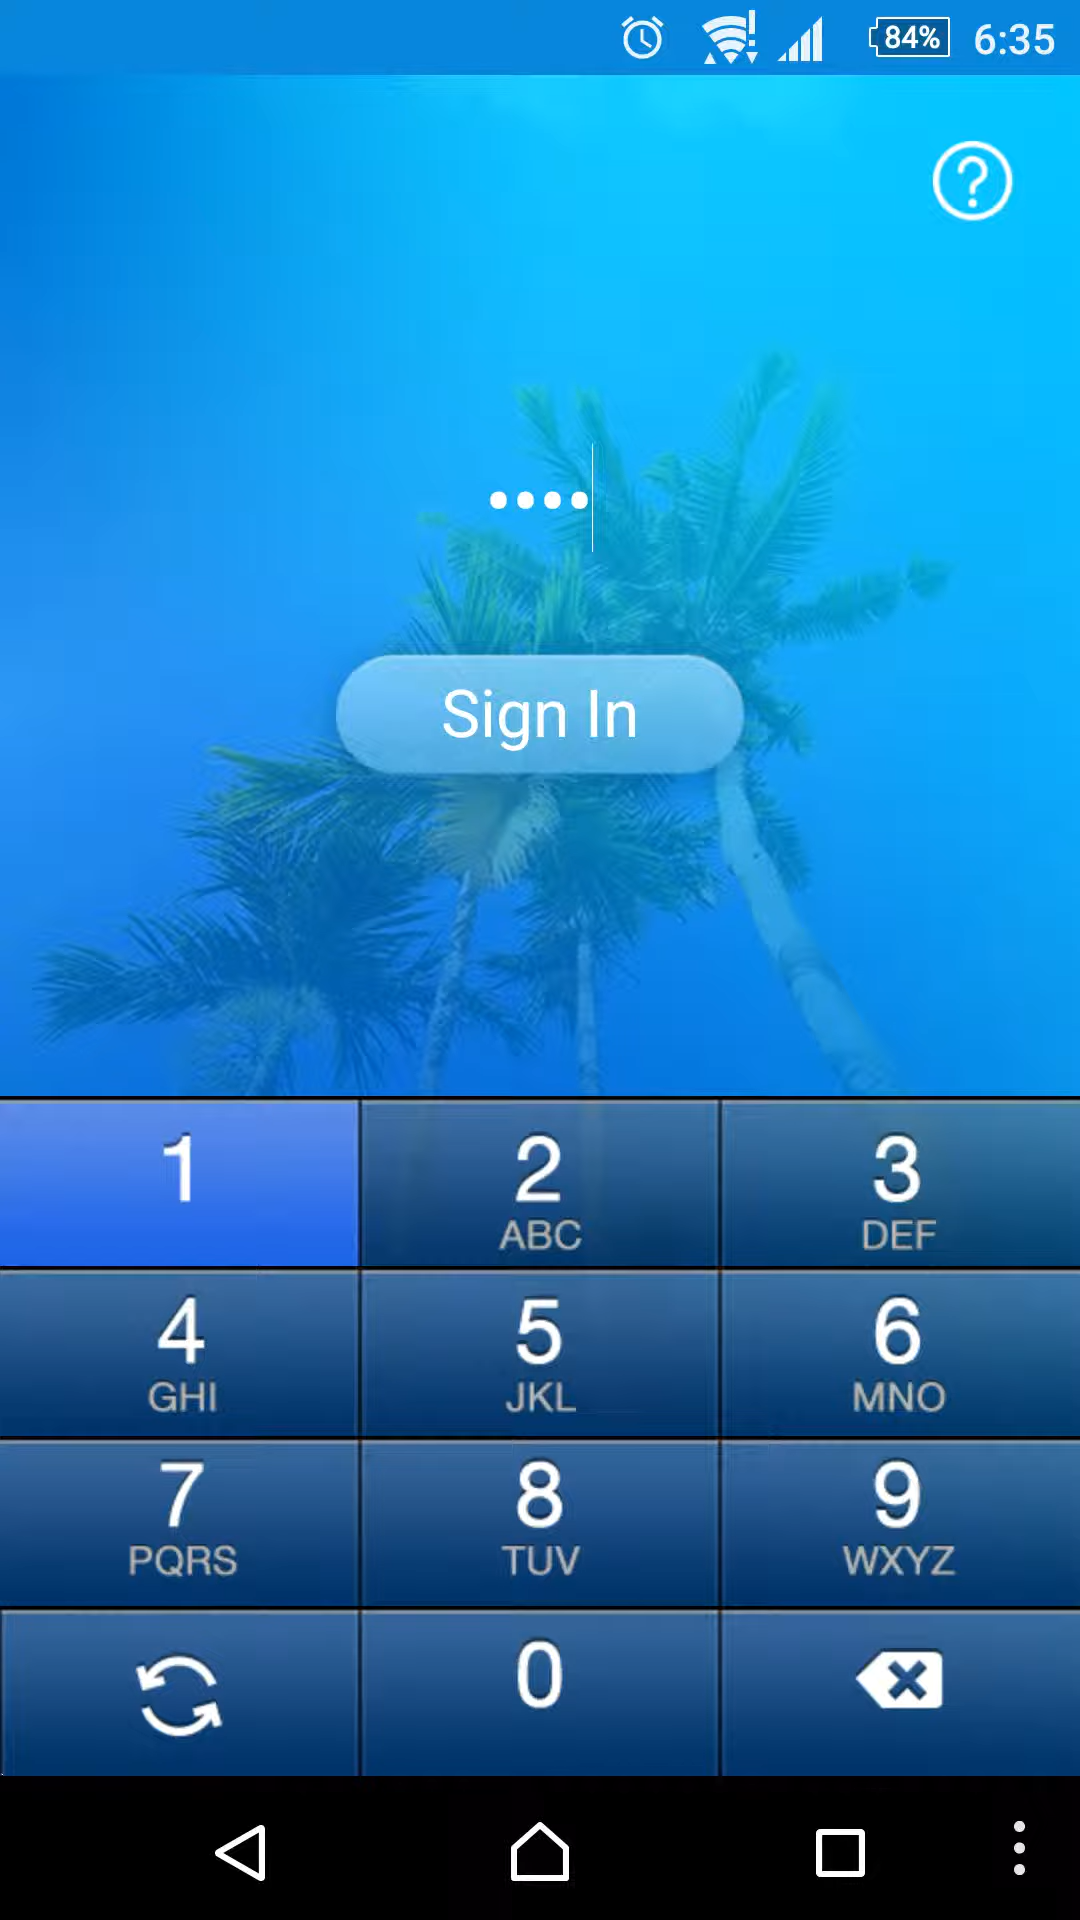 84% 6:35
Sign In
1 2 3
ABC DEF
4 5 6
GHI JKL MNO
7 8 9
PQRS TUV WXYZ
0